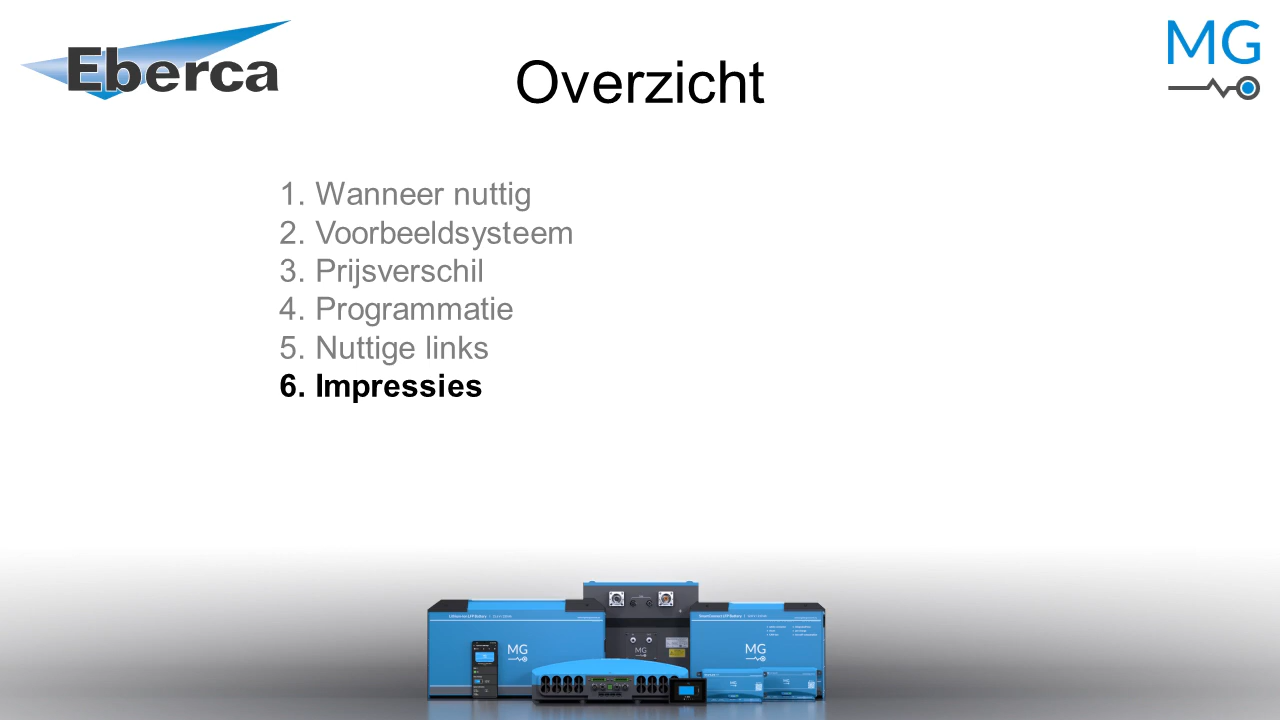 Eberca
MG
Overzicht
1. Wanneer nuttig
2. Voorbeeldsysteem
3. Prijsverschil
4. Programmatie
5. Nuttige links
6. Impressies
MG
MG
MG